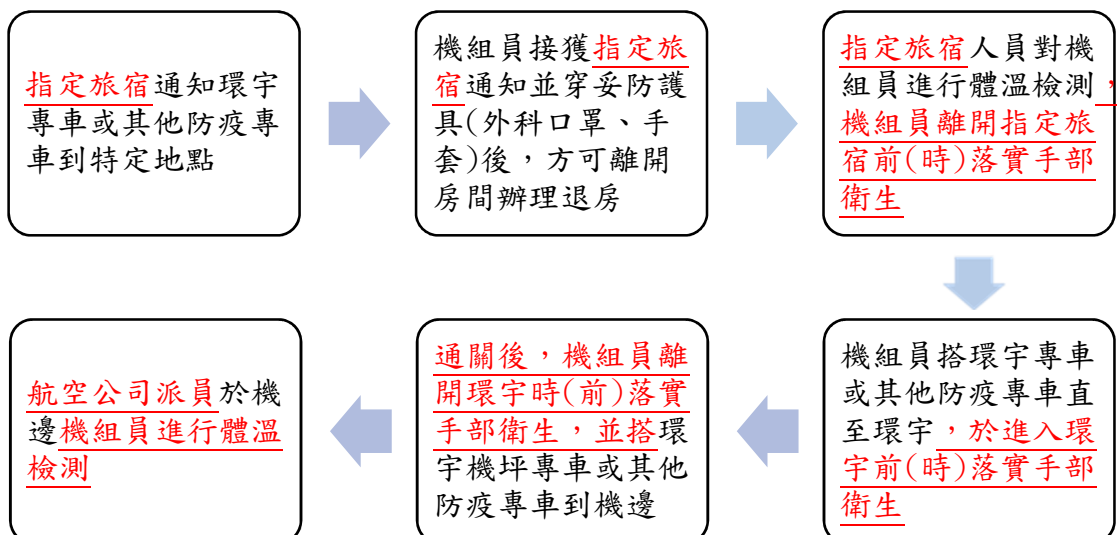 指定旅宿通知環宇
專車或其他防疫專
車到特定地點
機組員接獲指定旅
宿通知並穿妥防護
具(外科口罩、手
套)後，方可離開
房間辦理退房
指定旅宿人員對機
組員進行體溫檢測，
機組員離開指定旅
宿前(時)落實手部
衛生
機組員搭環宇專車
或其他防疫專車直
至環宇，於進入環
宇前(時)落實手部
衛生
通關後，機組員離
開環宇時(前)落實
手部衛生，並搭環
宇機坪專車或其他
防疫專車到機邊
航空公司派員於機
邊機組員進行體溫
檢測